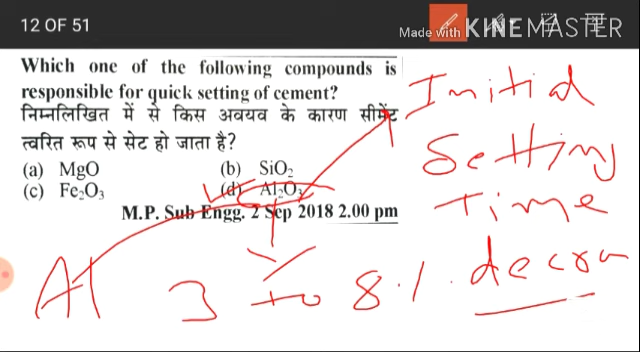 12 OF 51
Made with KINEMASTER
Which one of the following compounds is
responsible for quick setting of cement?
निम्नलिखित में से किस अवयव के कारण सीमेंट
त्वरित रूप से सेट हो जाता है?
(a) MgO (b) SiO₂
(c) Fe₂O₃ (d) Al₂O₃
M.P. Sub Engg. 2 Sep 2018 2.00 pm
Initial
Setting
Time
Al 3 to 8 %.